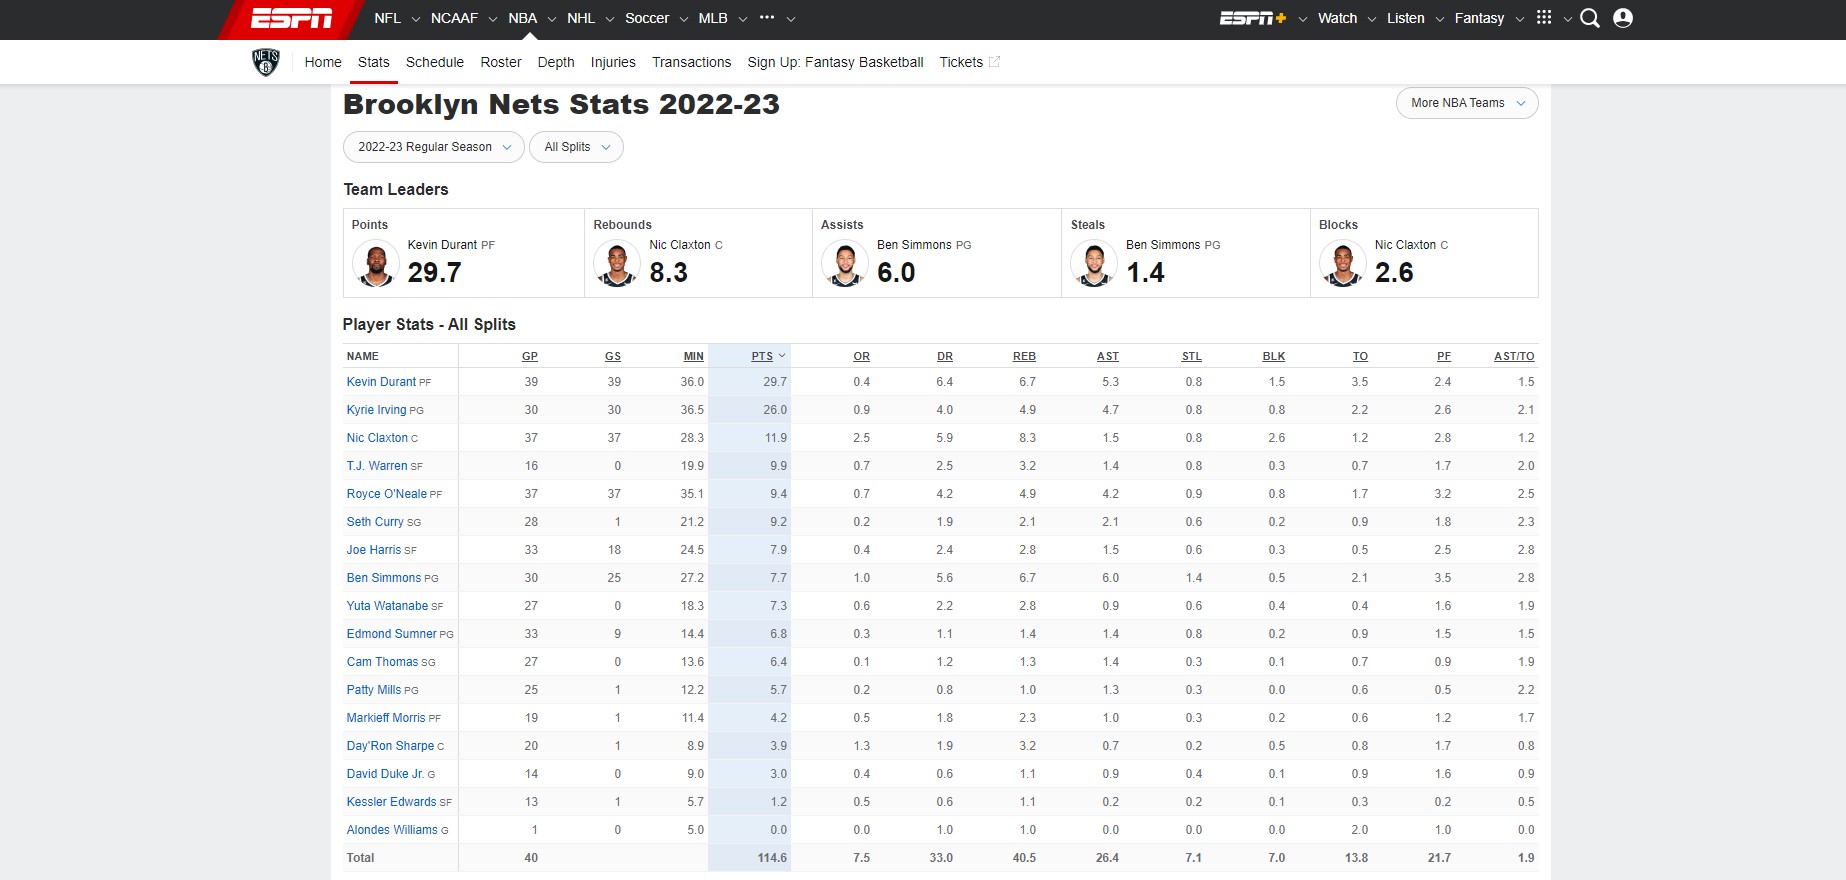 ESPN NFL NCAAF NBA NHL Soccer MLB ••• ESPN+ Watch Listen Fantasy
NETS B Home Stats Schedule Roster Depth Injuries Transactions Sign Up: Fantasy Basketball Tickets
Brooklyn Nets Stats 2022-23 More NBA Teams
2022-23 Regular Season All Splits
Team Leaders
Points Rebounds Assists Steals Blocks
Kevin Durant PF Nic Claxton C Ben Simmons PG Ben Simmons PG Nic Claxton C
29.7 8.3 6.0 1.4 2.6
Player Stats - All Splits
NAME GP GS MIN PTS OR DR REB AST STL BLK TO PF AST/TO
Kevin Durant PF 39 39 36.0 29.7 0.4 6.4 6.7 5.3 0.8 1.5 3.5 2.4 1.5
Kyrie Irving PG 30 30 36.5 26.0 0.9 4.0 4.9 4.7 0.8 0.8 2.2 2.6 2.1
Nic Claxton C 37 37 28.3 11.9 2.5 5.9 8.3 1.5 0.8 2.6 1.2 2.8 1.2
T.J. Warren SF 16 0 19.9 9.9 0.7 2.5 3.2 1.4 0.8 0.3 0.7 1.7 2.0
Royce O'Neale PF 37 37 35.1 9.4 0.7 4.2 4.9 4.2 0.9 0.8 1.7 3.2 2.5
Seth Curry SG 28 1 21.2 9.2 0.2 1.9 2.1 2.1 0.6 0.2 0.9 1.8 2.3
Joe Harris SF 33 18 24.5 7.9 0.4 2.4 2.8 1.5 0.6 0.3 0.5 2.5 2.8
Ben Simmons PG 30 25 27.2 7.7 1.0 5.6 6.7 6.0 1.4 0.5 2.1 3.5 2.8
Yuta Watanabe SF 27 0 18.3 7.3 0.6 2.2 2.8 0.9 0.6 0.4 0.4 1.6 1.9
Edmond Sumner PG 33 9 14.4 6.8 0.3 1.1 1.4 1.4 0.8 0.2 0.9 1.5 1.5
Cam Thomas SG 27 0 13.6 6.4 0.1 1.2 1.3 1.4 0.3 0.1 0.7 0.9 1.9
Patty Mills PG 25 1 12.2 5.7 0.2 0.8 1.0 1.3 0.3 0.0 0.6 0.5 2.2
Markieff Morris PF 19 1 11.4 4.2 0.5 1.8 2.3 1.0 0.3 0.2 0.6 1.2 1.7
Day'Ron Sharpe C 20 1 8.9 3.9 1.3 1.9 3.2 0.7 0.2 0.5 0.8 1.7 0.8
David Duke Jr. G 14 0 9.0 3.0 0.4 0.6 1.1 0.9 0.4 0.1 0.9 1.6 0.9
Kessler Edwards SF 13 1 5.7 1.2 0.5 0.6 1.1 0.2 0.2 0.1 0.3 0.2 0.5
Alondes Williams G 1 0 5.0 0.0 0.0 1.0 1.0 0.0 0.0 0.0 2.0 1.0 0.0
Total 40 114.6 7.5 33.0 40.5 26.4 7.1 7.0 13.8 21.7 1.9